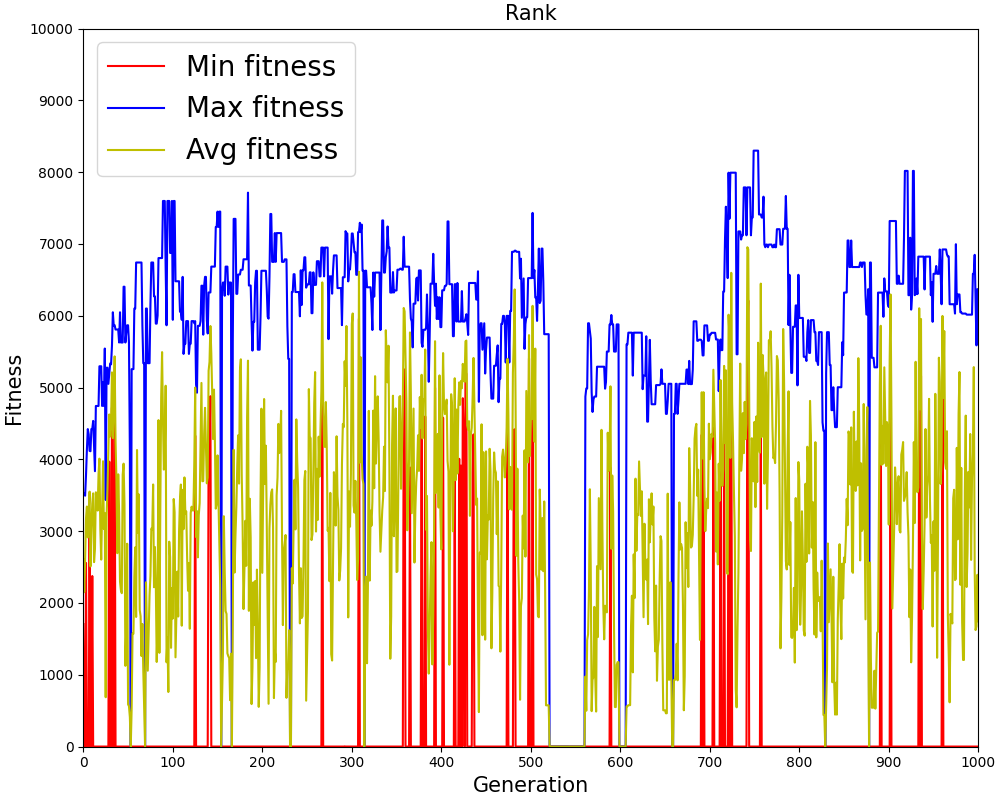 Rank
10000
9000
8000
7000
6000
5000
4000
3000
2000
1000
0
Fitness
Min fitness
Max fitness
Avg fitness
0 100 200 300 400 500 600 700 800 900 1000
Generation